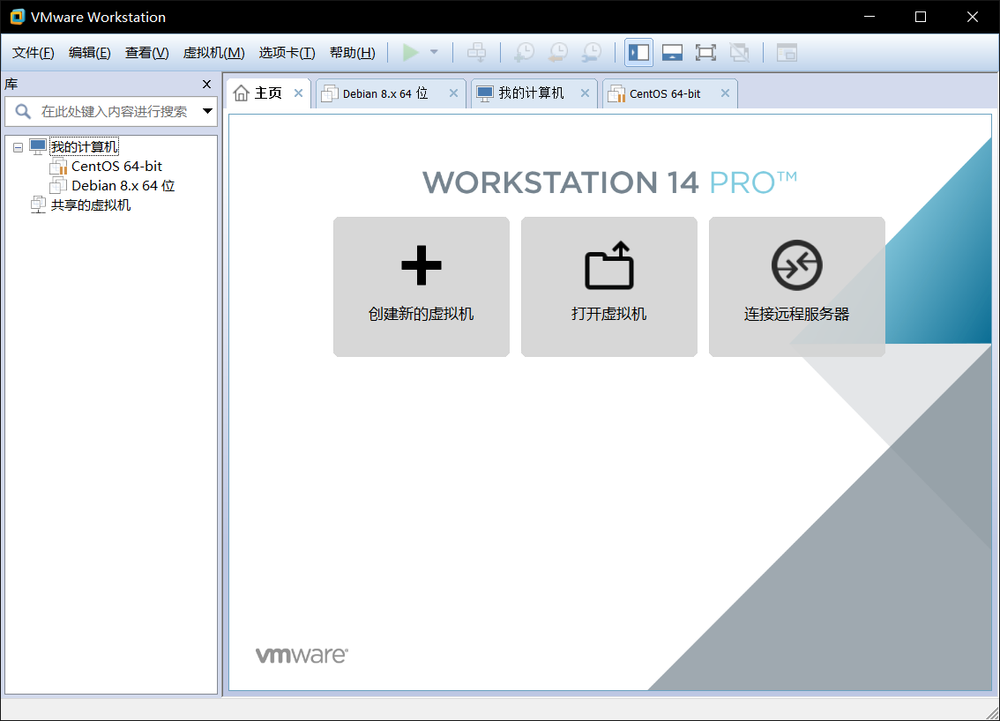 VMware Workstation
文件(F) 编辑(E) 查看(V) 虚拟机(M) 选项卡(T) 帮助(H)
库
在此处键入内容进行搜索
我的计算机
CentOS 64-bit
Debian 8.x 64 位
共享的虚拟机
主页 Debian 8.x 64 位 我的计算机 CentOS 64-bit
WORKSTATION 14 PRO™
创建新的虚拟机 打开虚拟机 连接远程服务器
vmware®